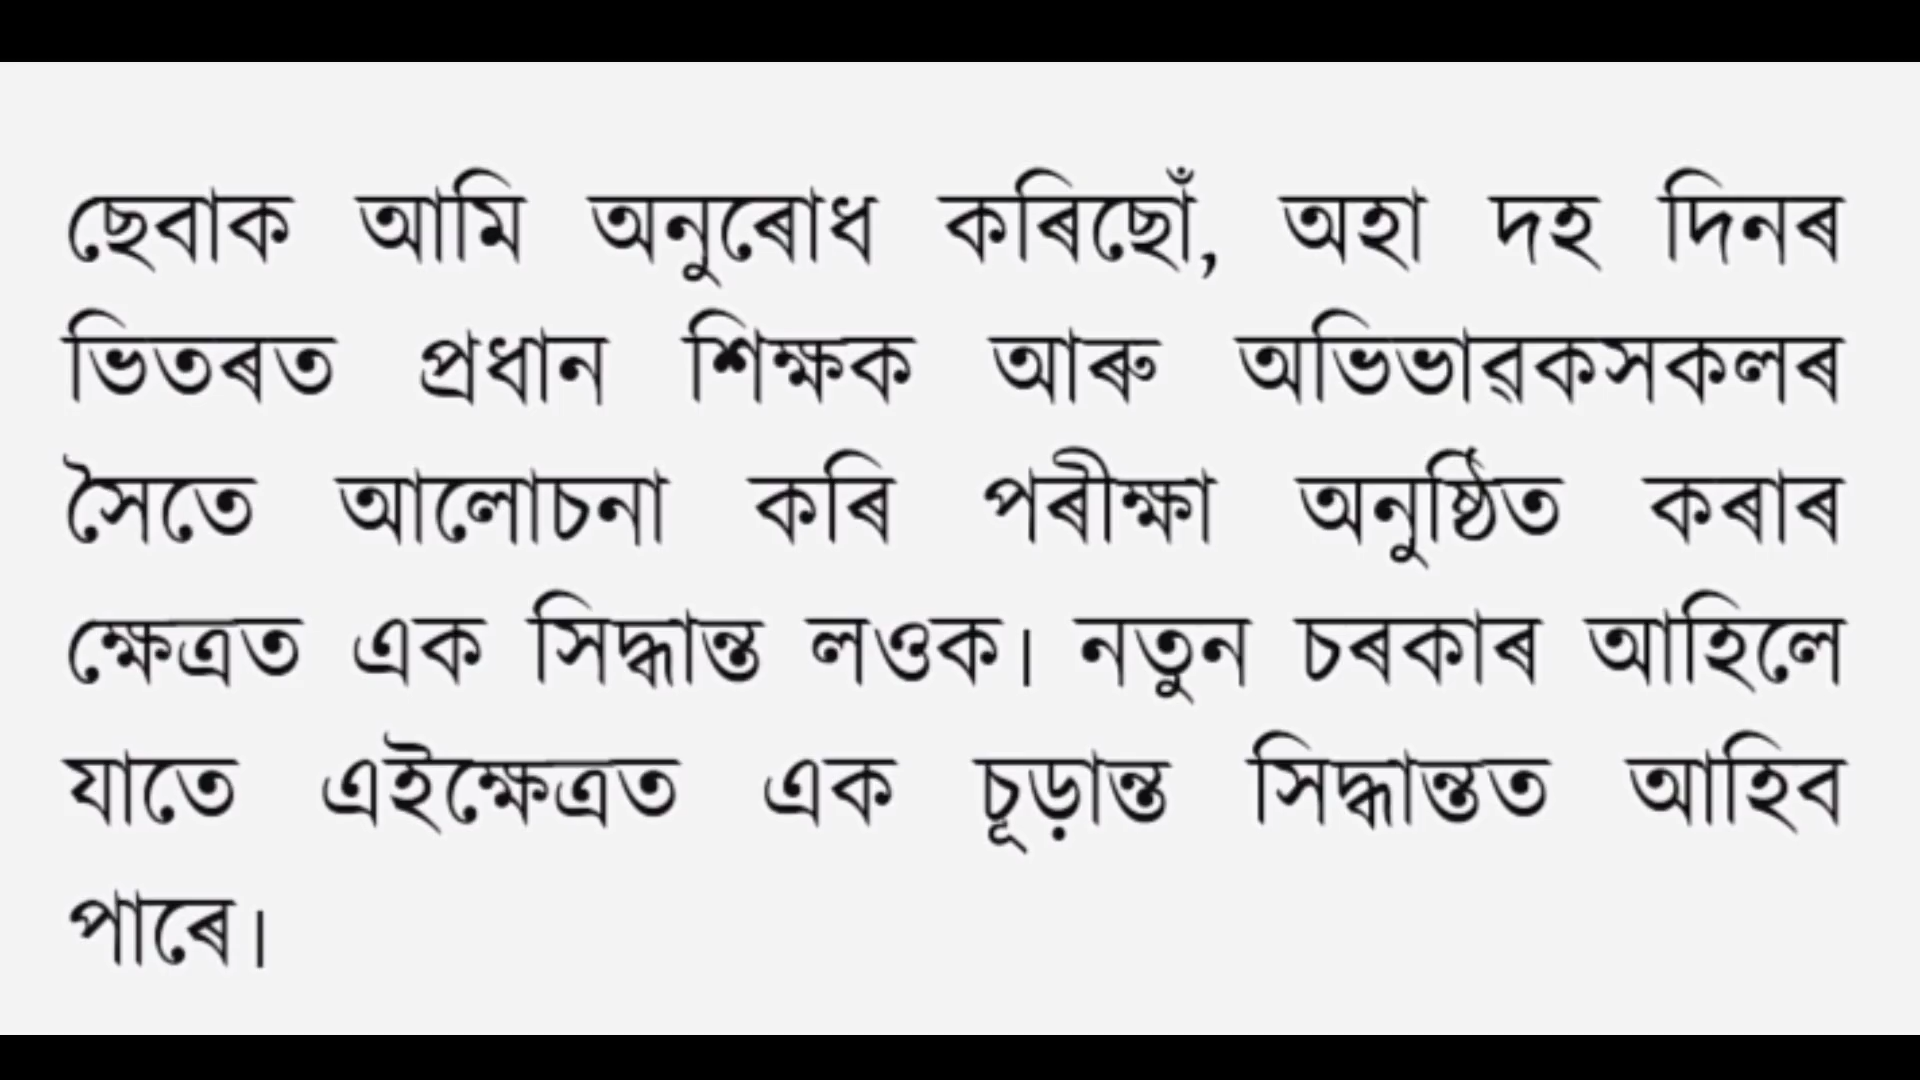 ছেবাক আমি অনুৰোধ কৰিছোঁ, অহা দহ দিনৰ
ভিতৰত প্ৰধান শিক্ষক আৰু অভিভাৱকসকলৰ
সৈতে আলোচনা কৰি পৰীক্ষা অনুষ্ঠিত কৰাৰ
ক্ষেত্ৰত এক সিদ্ধান্ত লওক। নতুন চৰকাৰ আহিলে
যাতে এইক্ষেত্ৰত এক চূড়ান্ত সিদ্ধান্তত আহিব
পাৰে।